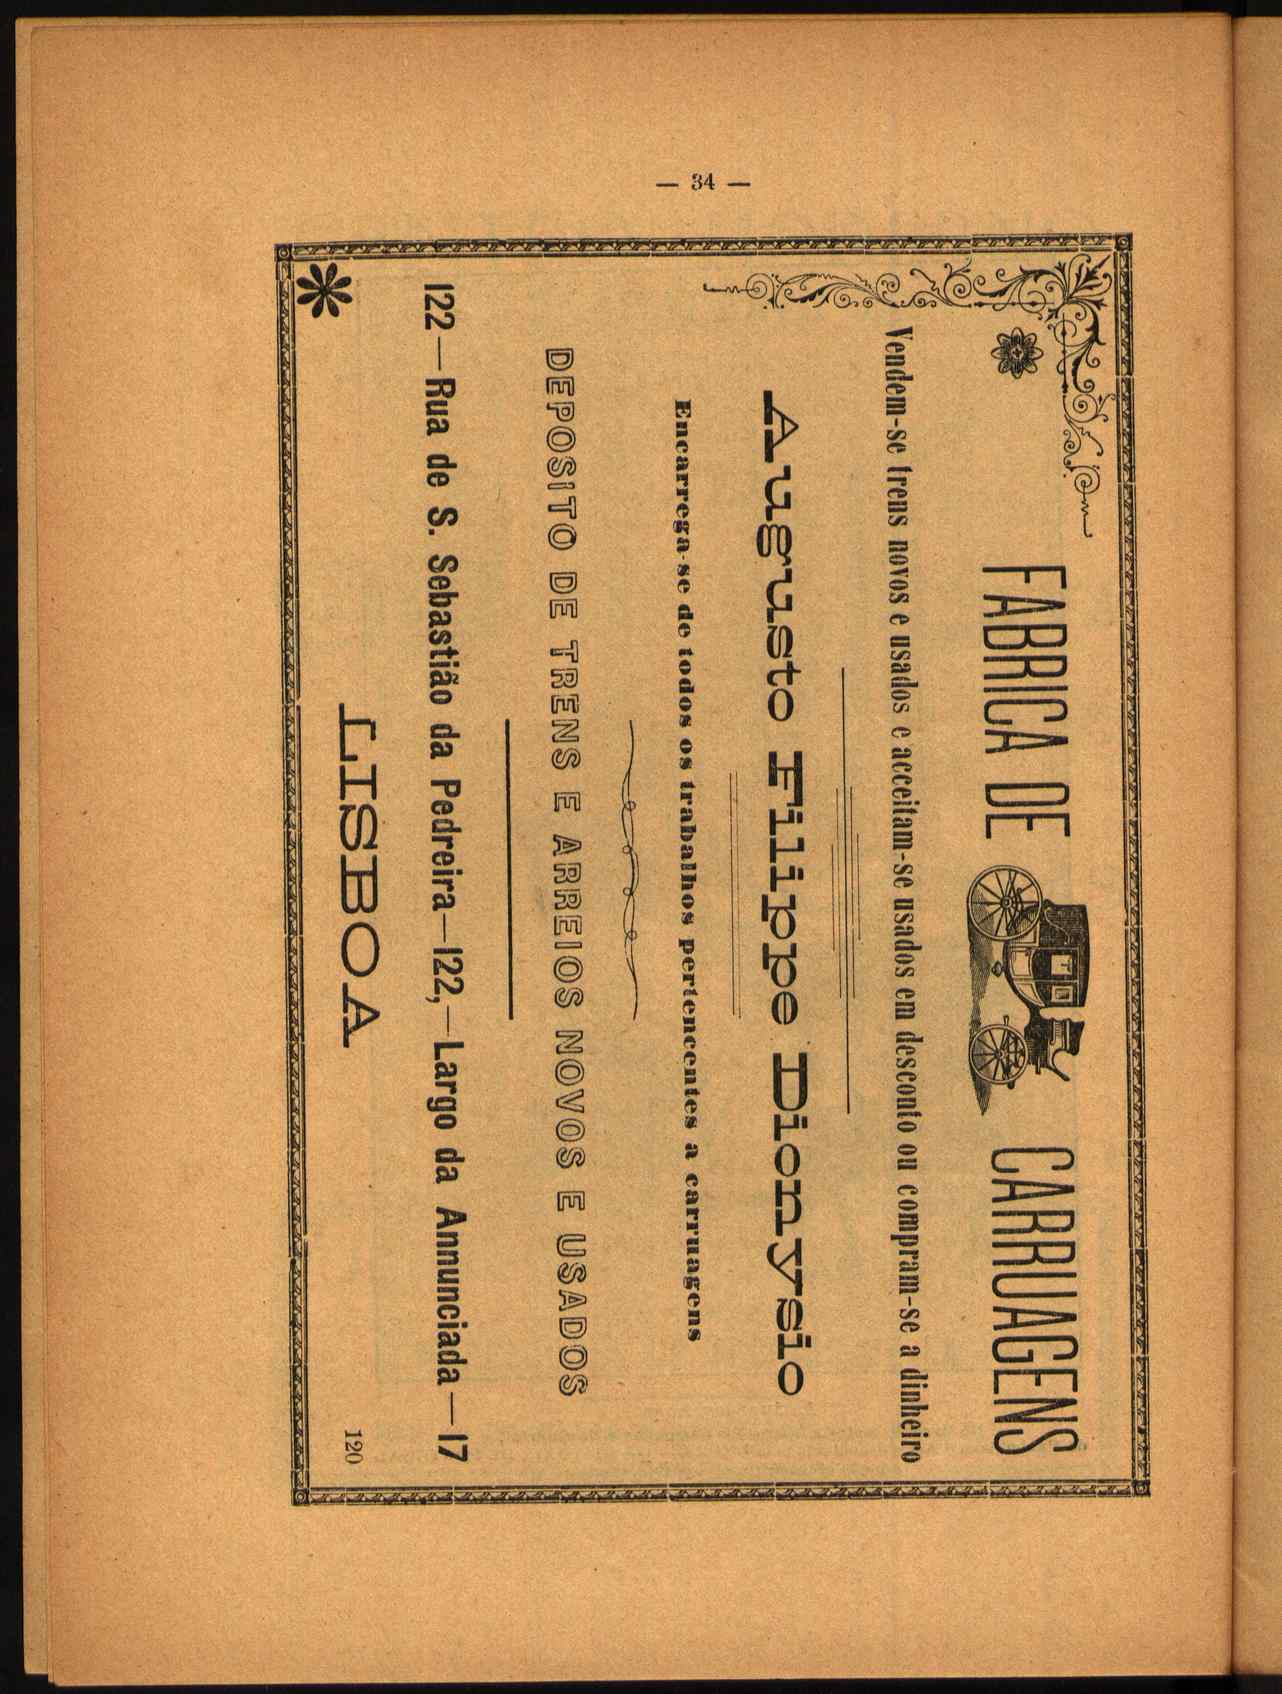 — 34 —
FABRICA DE CARRUAGENS
Vendem-se trens novos e usados e acceitam-se usados em desconto ou compram-se a dinheiro
Augusto Filippe Dionysio
Encarrega-se de todos os trabalhos pertencentes a carruagens
DEPOSITO DE TRENS E ARREIOS NOVOS E USADOS
122—Rua de S. Sebastião da Pedreira—122,—Largo da Annunciada—17
LISBOA
120